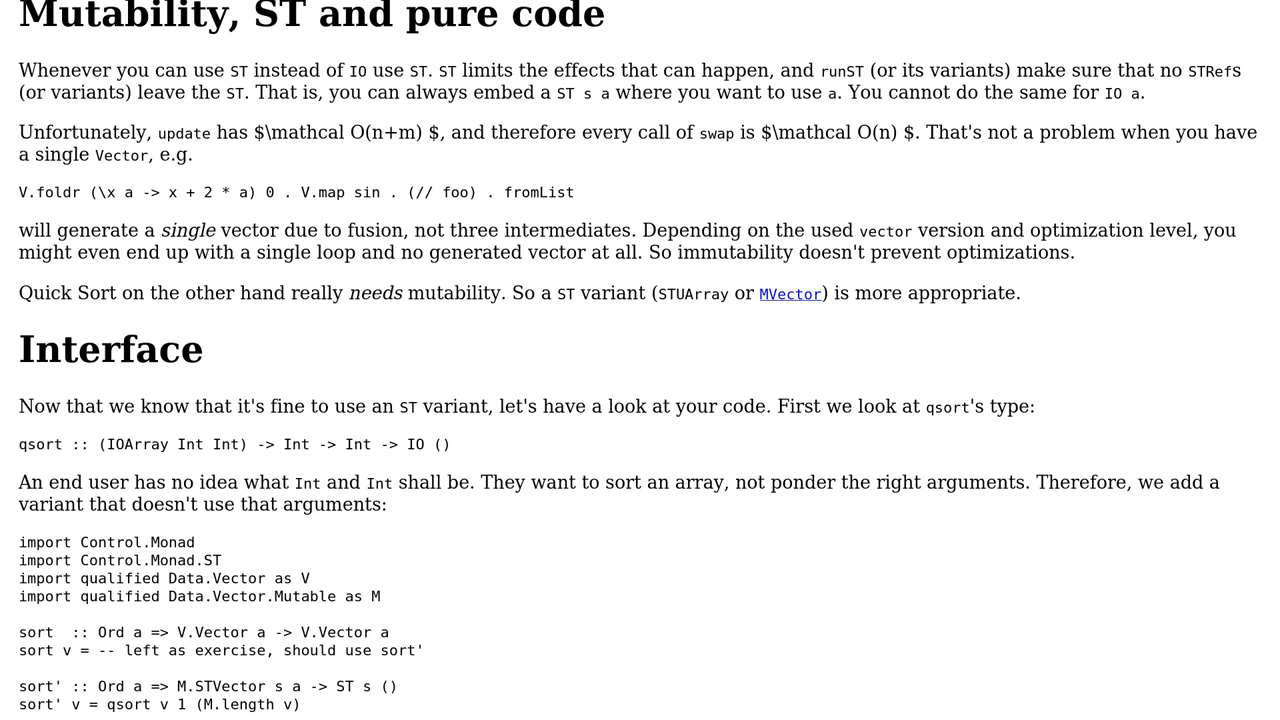 Mutability, ST and pure code
Whenever you can use ST instead of IO use ST. ST limits the effects that can happen, and runST (or its variants) make sure that no STRefs
(or variants) leave the ST. That is, you can always embed a ST s a where you want to use a. You cannot do the same for IO a.
Unfortunately, update has $\mathcal O(n+m) $, and therefore every call of swap is $\mathcal O(n) $. That's not a problem when you have
a single Vector, e.g.
V.foldr (\x a -> x + 2 * a) 0 . V.map sin . (// foo) . fromList
will generate a single vector due to fusion, not three intermediates. Depending on the used vector version and optimization level, you
might even end up with a single loop and no generated vector at all. So immutability doesn't prevent optimizations.
Quick Sort on the other hand really needs mutability. So a ST variant (STUArray or MVector) is more appropriate.
Interface
Now that we know that it's fine to use an ST variant, let's have a look at your code. First we look at qsort's type:
qsort :: (IOArray Int Int) -> Int -> Int -> IO ()
An end user has no idea what Int and Int shall be. They want to sort an array, not ponder the right arguments. Therefore, we add a
variant that doesn't use that arguments:
import Control.Monad
import Control.Monad.ST
import qualified Data.Vector as V
import qualified Data.Vector.Mutable as M
sort  :: Ord a => V.Vector a -> V.Vector a
sort v = -- left as exercise, should use sort'
sort' :: Ord a => M.STVector s a -> ST s ()
sort' v = qsort v 1 (M.length v)